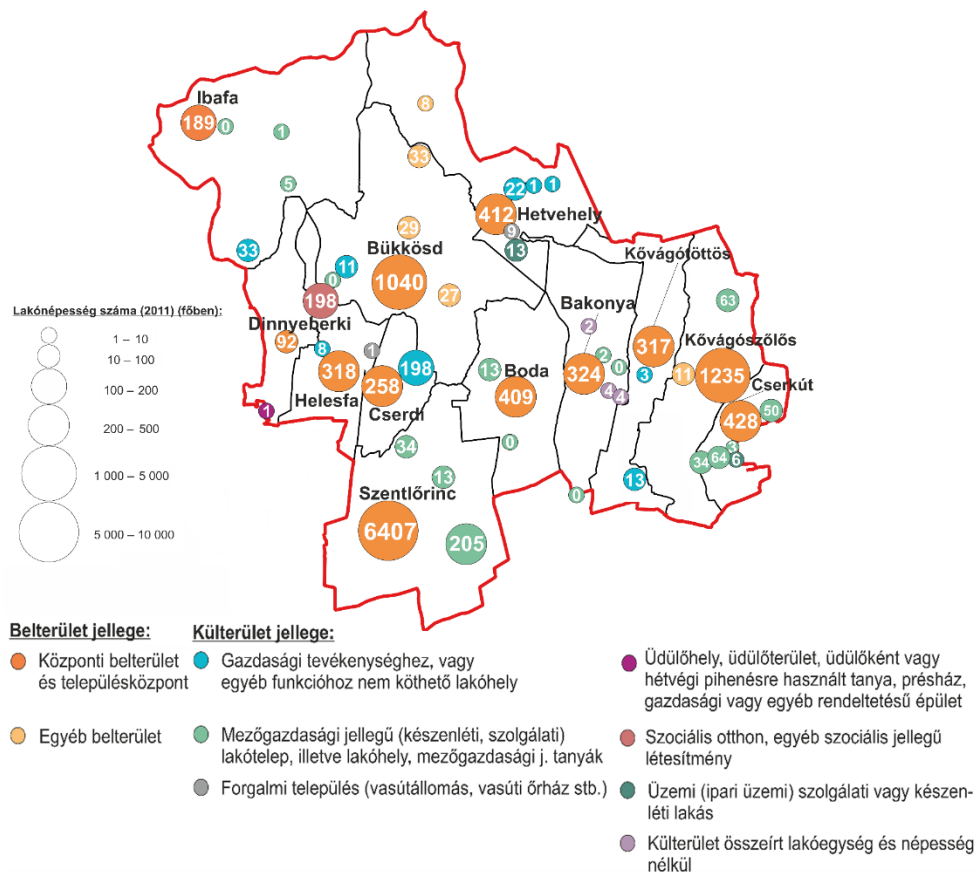 Ibafa
189
0
1
5
8
33
33
22
1
1
412
Hetvehely
9
13
29
Bükkösd
1040
11
0
198
27
Kővágóföttös
Bakonya
2
63
Lakónépesség száma (2011) (főben):
1 – 10
10 – 100
100 – 200
200 – 500
1 000 – 5 000
5 000 – 10 000
Dinnyeberki
92
8
1
318
Helesfa
258
Cserdi
198
13
Boda
409
324
2
0
4
4
317
3
11
Kővágószőlős
1235
Cserkút
428
50
1
34
13
0
0
13
34
64
3
6
Szentlőrinc
6407
205
Belterület jellege:
Központi belterület
és településközpont
Egyéb belterület
Külterület jellege:
Gazdasági tevékenységhez, vagy
egyéb funkcióhoz nem köthető lakóhely
Mezőgazdasági jellegű (készenléti, szolgálati)
lakótelep, illetve lakóhely, mezőgazdasági j. tanyák
Forgalmi település (vasútállomás, vasúti őrház stb.)
Üdülőhely, üdülőterület, üdülőként vagy
hétvégi pihenésre használt tanya, présház,
gazdasági vagy egyéb rendeltetésű épület
Szociális otthon, egyéb szociális jellegű
létesítmény
Üzemi (ipari üzemi) szolgálati vagy készen-
léti lakás
Külterület összeírt lakóegység és népesség
nélkül